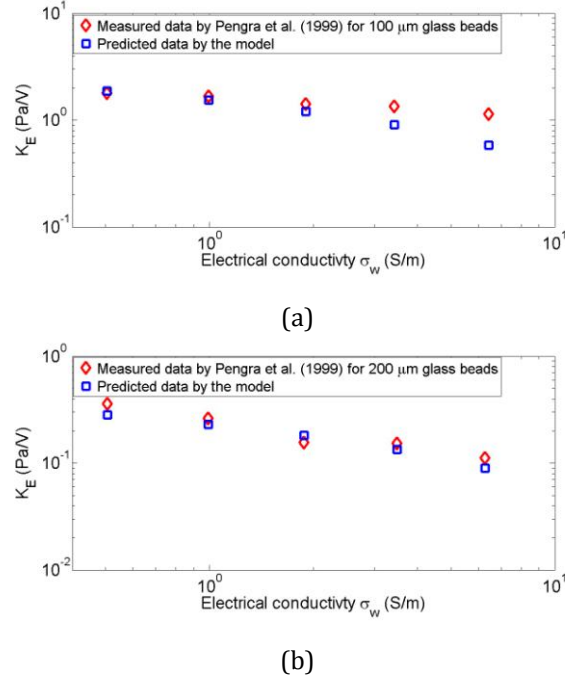 10^1
Measured data by Pengra et al. (1999) for 100 μm glass beads
Predicted data by the model
K_E (Pa/V)
10^0
10^-1
10^0
10^1
Electrical conductivty σ_w (S/m)
(a)
10^0
Measured data by Pengra et al. (1999) for 200 μm glass beads
Predicted data by the model
K_E (Pa/V)
10^-1
10^-2
10^0
10^1
Electrical conductivty σ_w (S/m)
(b)